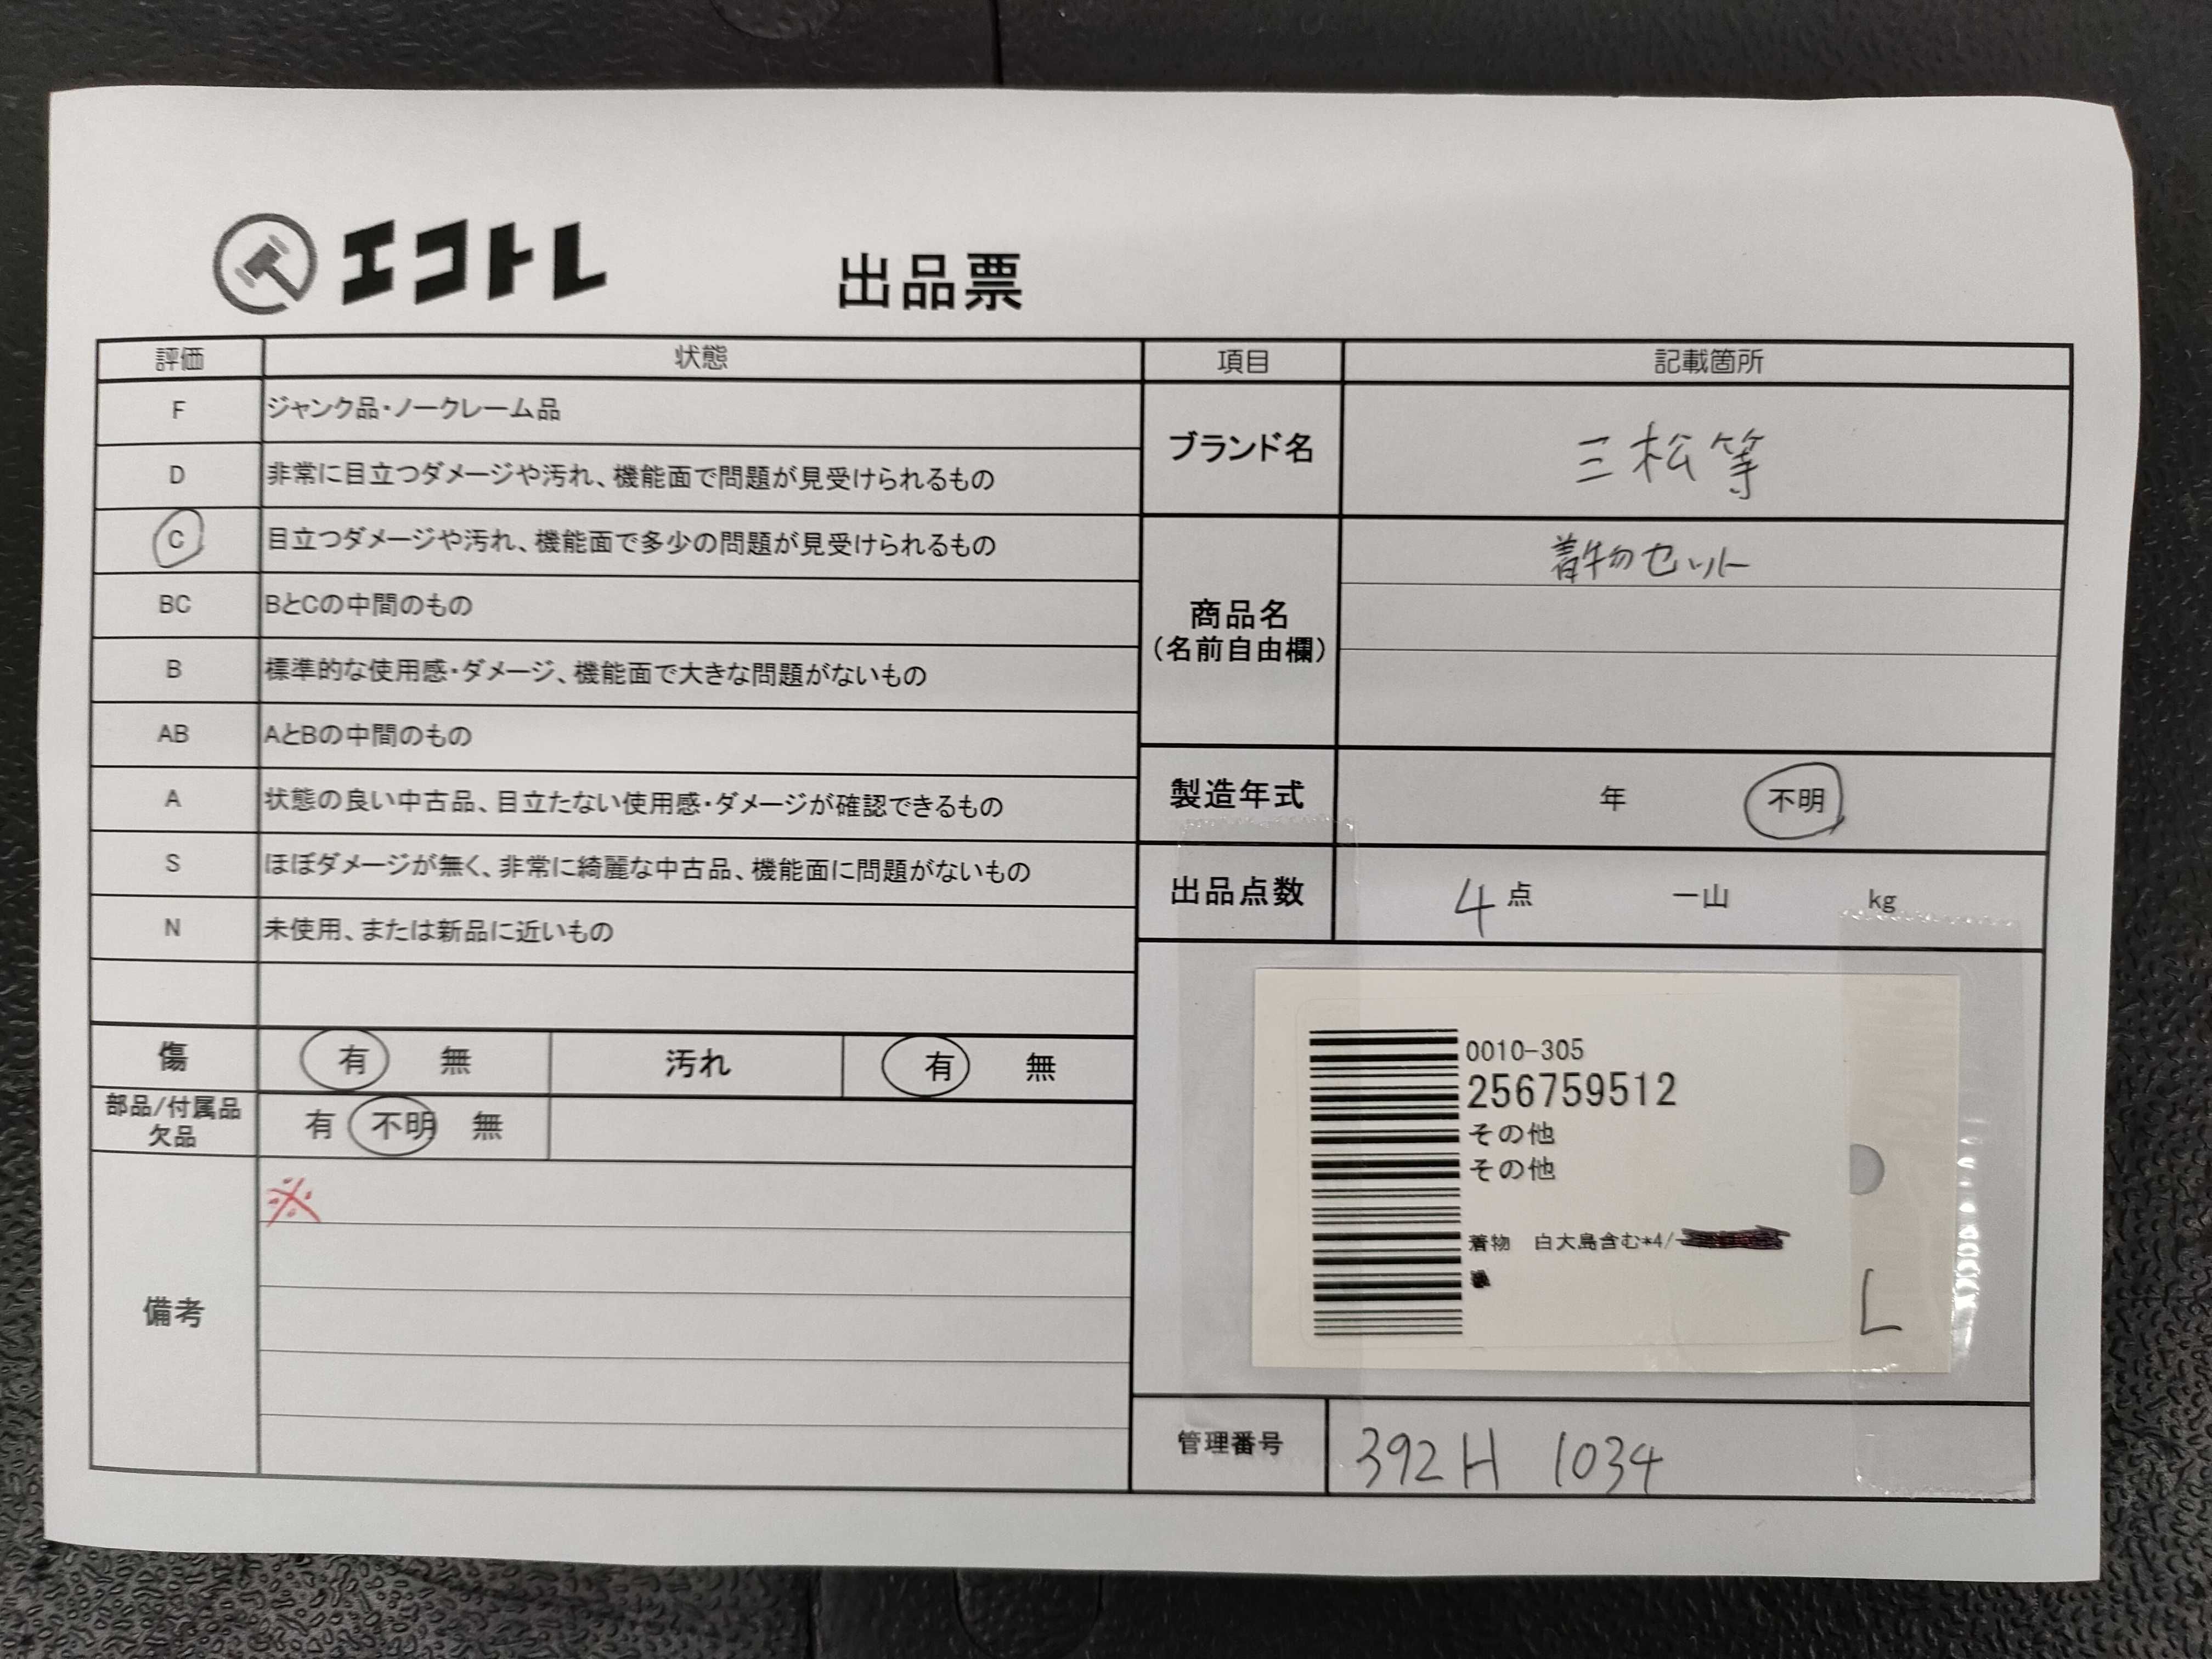 エコトレ 出品票
評価 状態
F ジャンク品・ノークレーム品
D 非常に目立つダメージや汚れ、機能面で問題が見受けられるもの
C 目立つダメージや汚れ、機能面で多少の問題が見受けられるもの
BC BとCの中間のもの
B 標準的な使用感・ダメージ、機能面で大きな問題がないもの
AB AとBの中間のもの
A 状態の良い中古品、目立たない使用感・ダメージが確認できるもの
S ほぼダメージが無く、非常に綺麗な中古品、機能面に問題がないもの
N 未使用、または新品に近いもの
傷 有 無 汚れ 有 無
部品/付属品
欠品 有 不明 無
備考 ※
項目 記載箇所
ブランド名 三松等
商品名
(名前自由欄) 着物セット
製造年式 年 不明
出品点数 4点 一山 kg
0010-305
256759512
その他
その他
着物 白大島含む*4/
L
管理番号 392H 1034